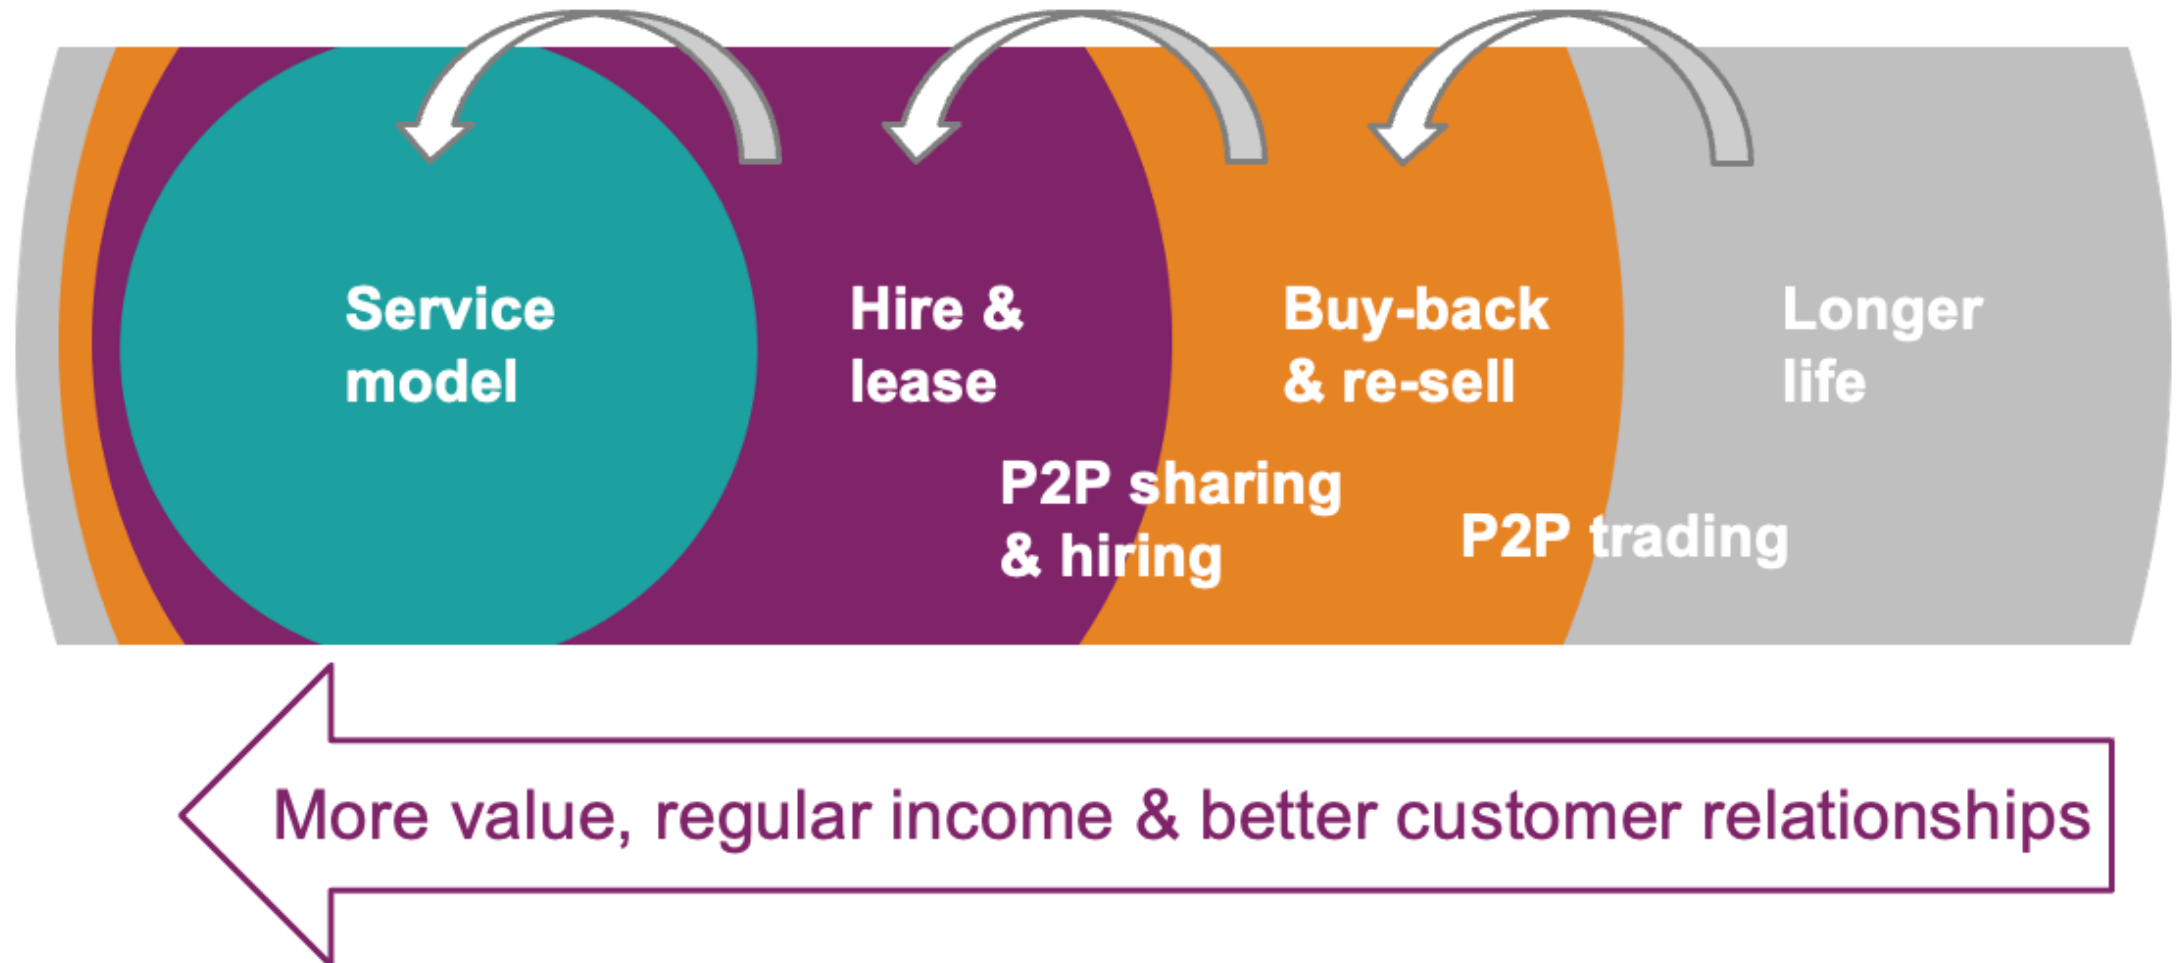 Service
model
Hire &
lease
Buy-back
& re-sell
Longer
life
P2P sharing
& hiring
P2P trading
More value, regular income & better customer relationships